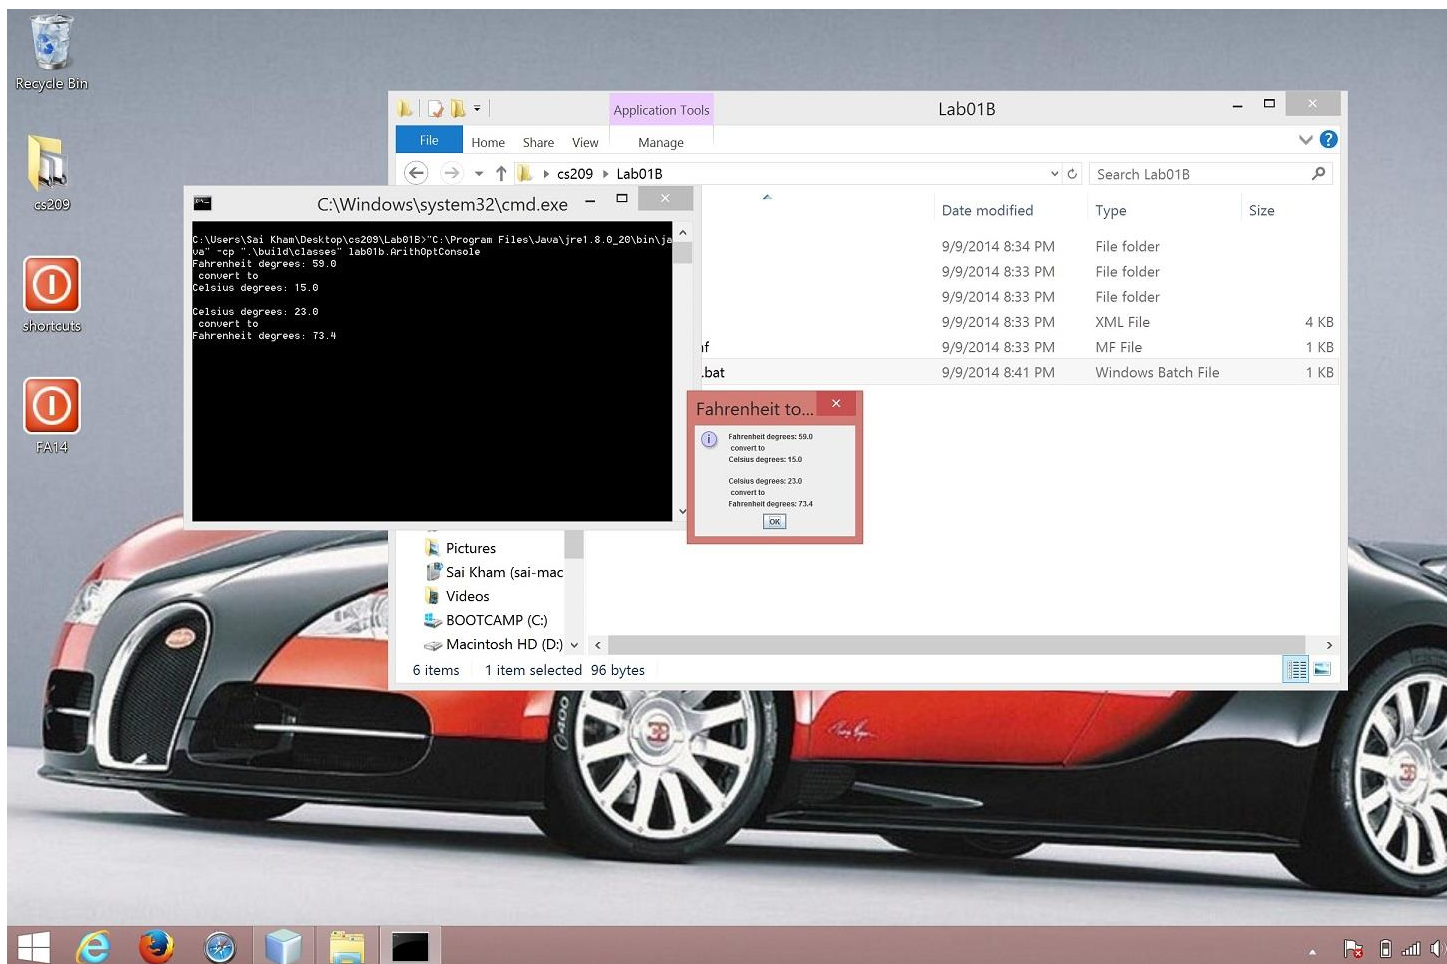 Recycle Bin
cs209
shortcuts
FA14
Application Tools
Lab01B
File
Home
Share
View
Manage
cs209
Lab01B
Search Lab01B
Date modified
Type
Size
9/9/2014 8:34 PM
File folder
9/9/2014 8:33 PM
File folder
9/9/2014 8:33 PM
File folder
9/9/2014 8:33 PM
XML File
4 KB
9/9/2014 8:33 PM
MF File
1 KB
.bat
9/9/2014 8:41 PM
Windows Batch File
1 KB
C:\Windows\system32\cmd.exe
C:\Users\Sai Kham\Desktop\cs209\Lab01B>"C:\Program Files\Java\jre1.8.0_20\bin\ja
va" -cp ".\build\classes" lab01b.ArithOptConsole
Fahrenheit degrees: 59.0
convert to
Celsius degrees: 15.0
Celsius degrees: 23.0
convert to
Fahrenheit degrees: 73.4
Fahrenheit to...
Fahrenheit degrees: 59.0
convert to
Celsius degrees: 15.0
Celsius degrees: 23.0
convert to
Fahrenheit degrees: 73.4
OK
Pictures
Sai Kham (sai-mac
Videos
BOOTCAMP (C:)
Macintosh HD (D:)
6 items
1 item selected
96 bytes